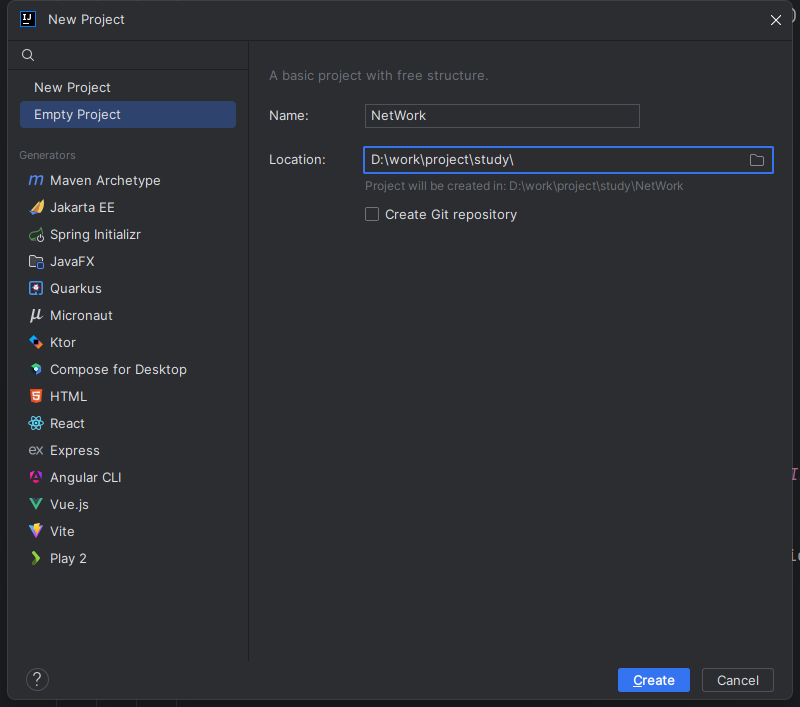 New Project
New Project
Empty Project
Generators
Maven Archetype
Jakarta EE
Spring Initializr
JavaFX
Quarkus
Micronaut
Ktor
Compose for Desktop
HTML
React
ex Express
Angular CLI
Vue.js
Vite
Play 2
A basic project with free structure.
Name: NetWork
Location: D:\work\project\study\
Project will be created in: D:\work\project\study\NetWork
Create Git repository
?
Create Cancel